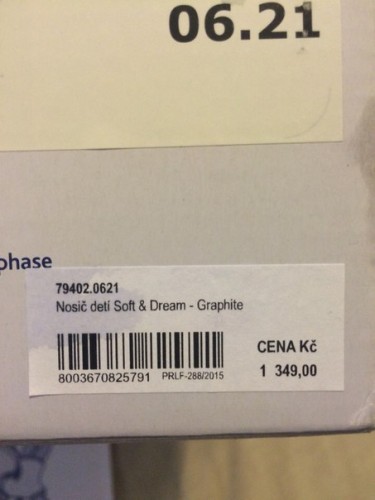 06.21
phase
79402.0621
Nosič detí Soft & Dream - Graphite
8003670825791 PRLF-288/2015
CENA Kč
1 349,00